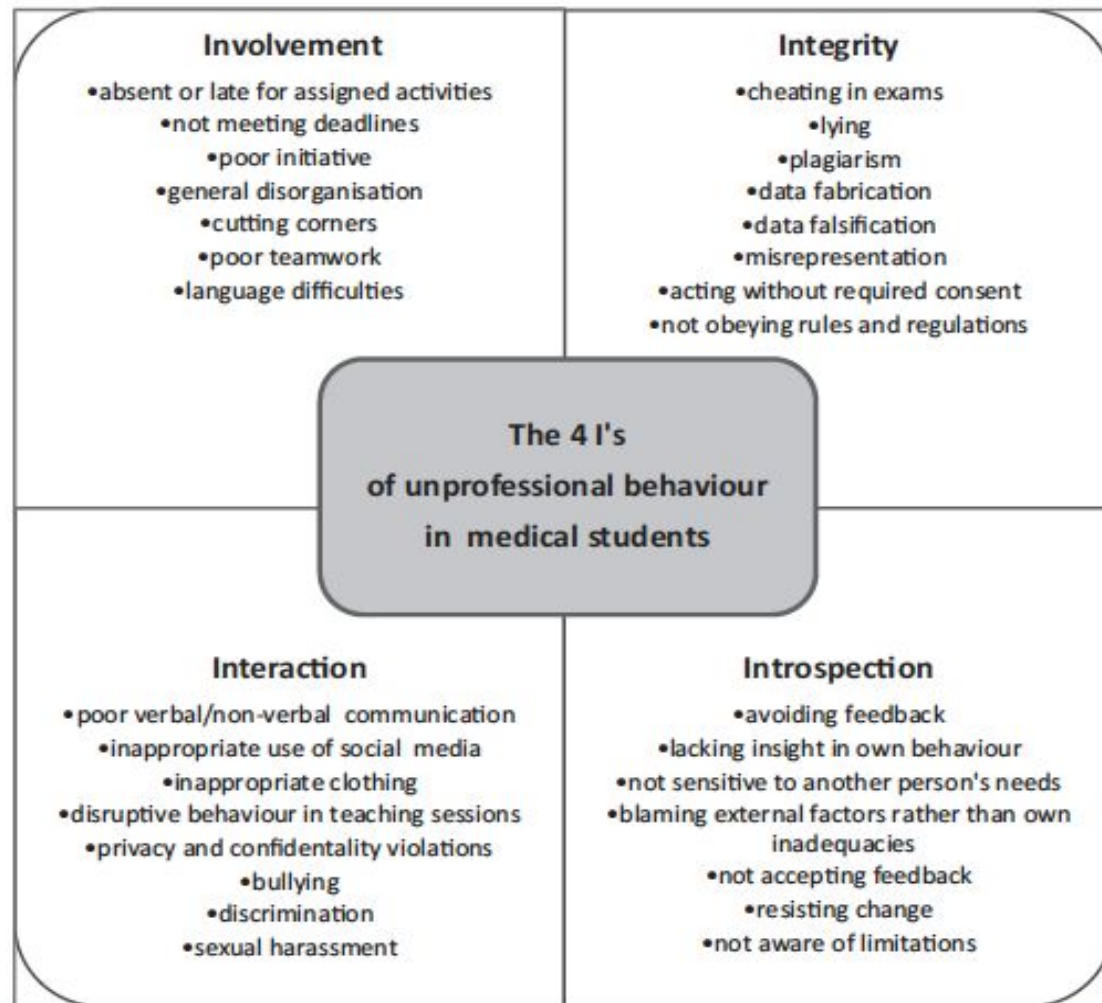 Involvement
•absent or late for assigned activities
•not meeting deadlines
•poor initiative
•general disorganisation
•cutting corners
•poor teamwork
•language difficulties
Integrity
•cheating in exams
•lying
•plagiarism
•data fabrication
•data falsification
•misrepresentation
•acting without required consent
•not obeying rules and regulations
The 4 I's
of unprofessional behaviour
in medical students
Interaction
•poor verbal/non-verbal communication
•inappropriate use of social media
•inappropriate clothing
•disruptive behaviour in teaching sessions
•privacy and confidentality violations
•bullying
•discrimination
•sexual harassment
Introspection
•avoiding feedback
•lacking insight in own behaviour
•not sensitive to another person's needs
•blaming external factors rather than own
inadequacies
•not accepting feedback
•resisting change
•not aware of limitations